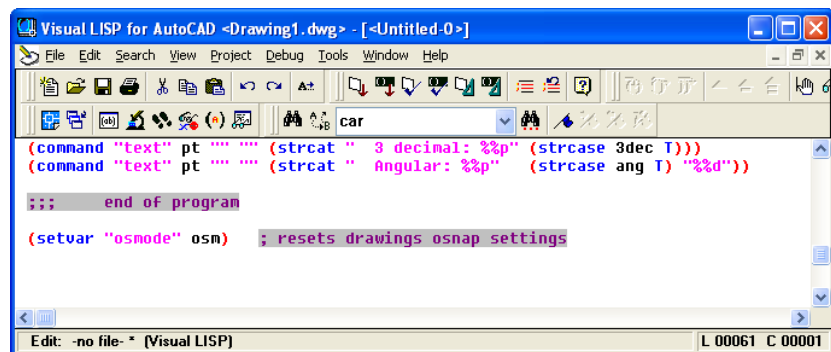 Visual LISP for AutoCAD <Drawing1.dwg> - [<Untitled-0>]
File Edit Search View Project Debug Tools Window Help
car
(command "text" pt "" "" (strcat "  3 decimal: %%p" (strcase 3dec T)))
(command "text" pt "" "" (strcat "  Angular: %%p"   (strcase ang T) "%%d"))
;;;     end of program
(setvar "osmode" osm)   ; resets drawings osnap settings
Edit: -no file- * (Visual LISP)
L 00061 C 00001